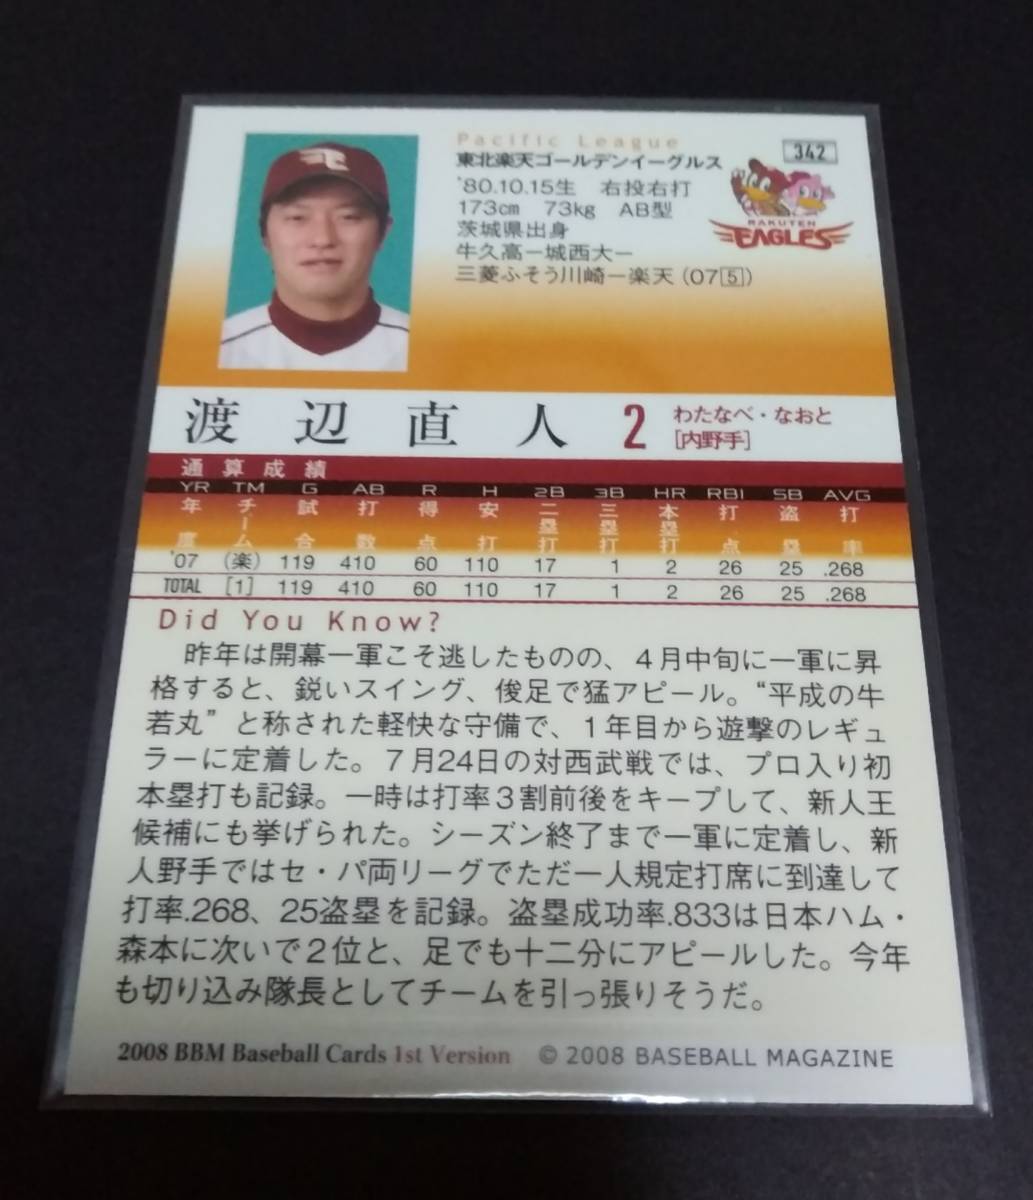 Pacific League
342
東北楽天ゴールデンイーグルス
'80.10.15生 右投右打
173cm 73kg AB型
茨城県出身
牛久高ー城西大ー
三菱ふそう川崎ー楽天（07[5]）
RAKUTEN
EAGLES
渡辺直人 2 わたなべ・なおと
[内野手]
通算成績
YR TM G AB R H 2B 3B HR RBI SB AVG
年度 チーム 試合 打数 得点 安打 二塁打 三塁打 本塁打 打点 盗塁 打率
'07 (楽) 119 410 60 110 17 1 2 26 25 .268
TOTAL [1] 119 410 60 110 17 1 2 26 25 .268
Did You Know?
昨年は開幕一軍こそ逃したものの、４月中旬に一軍に昇
格すると、鋭いスイング、俊足で猛アピール。“平成の牛
若丸”と称された軽快な守備で、１年目から遊撃のレギュ
ラーに定着した。７月24日の対西武戦では、プロ入り初
本塁打も記録。一時は打率３割前後をキープして、新人王
候補にも挙げられた。シーズン終了まで一軍に定着し、新
人野手ではセ・パ両リーグでただ一人規定打席に到達して
打率.268、25盗塁を記録。盗塁成功率.833は日本ハム・
森本に次いで２位と、足でも十二分にアピールした。今年
も切り込み隊長としてチームを引っ張りそうだ。
2008 BBM Baseball Cards 1st Version © 2008 BASEBALL MAGAZINE